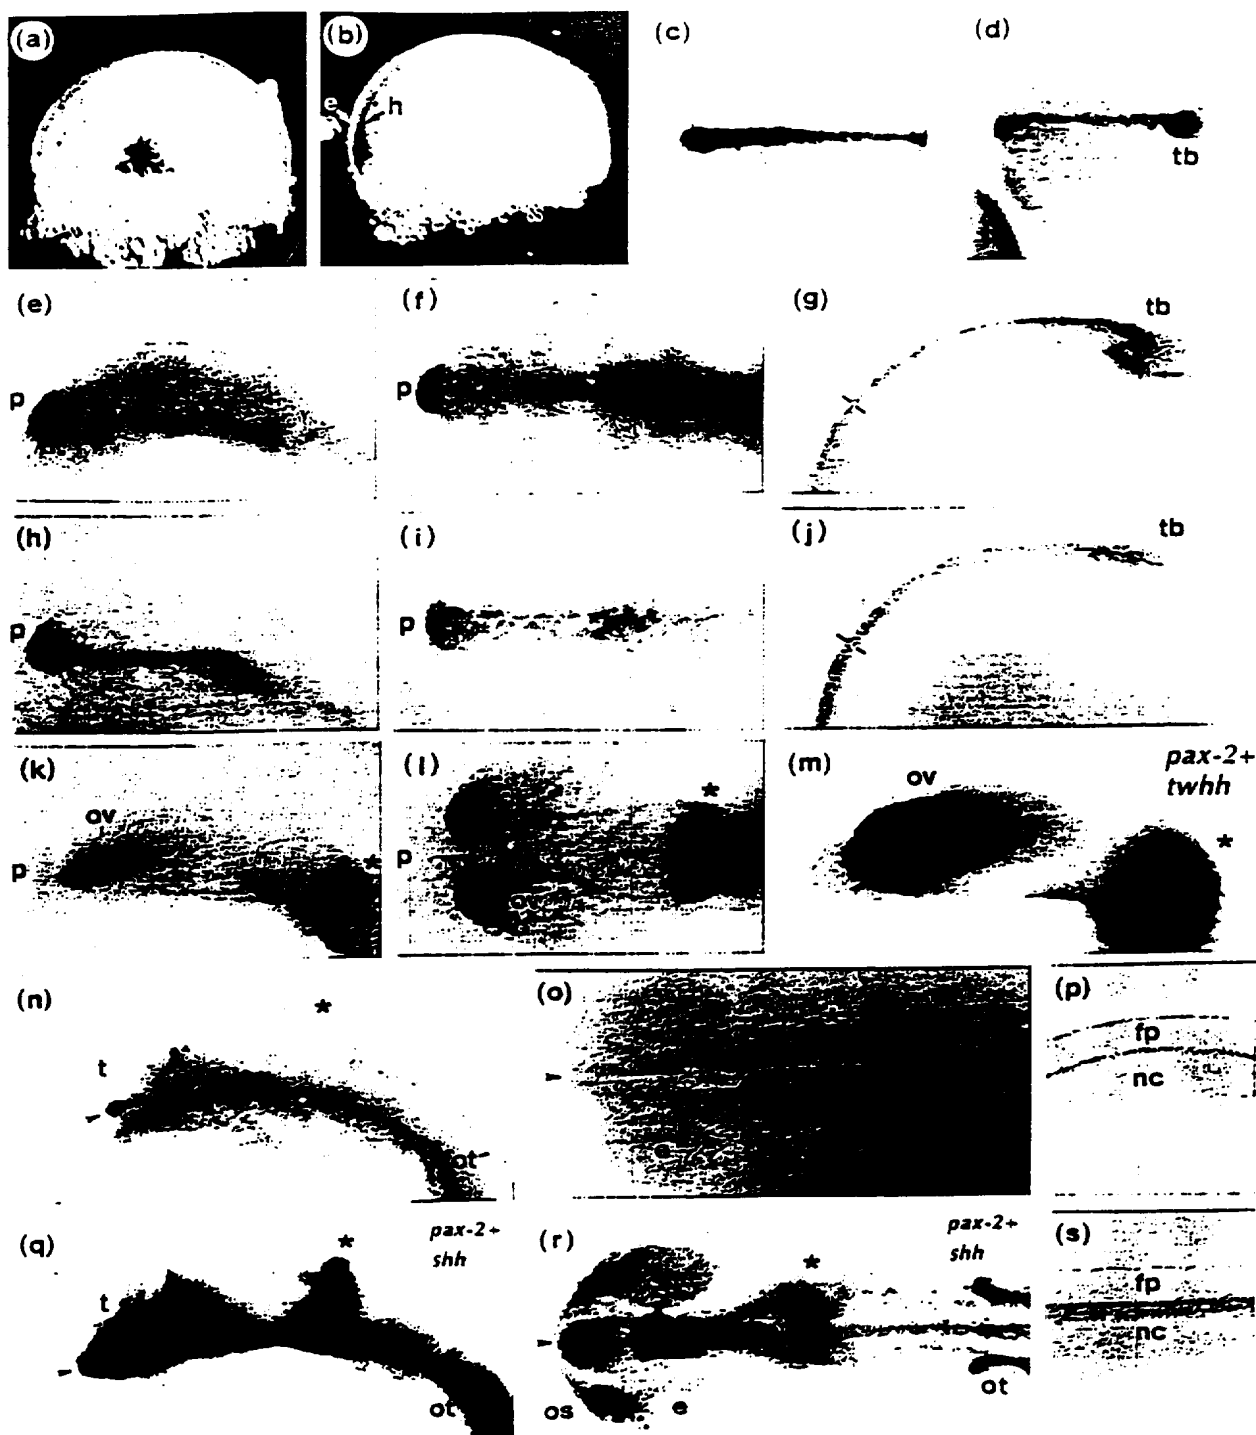 (a)
(b)
e
h
(c)
(d)
tb
(e)
p
(f)
p
(g)
tb
(h)
p
(i)
p
(j)
tb
(k)
ov
p
*
(l)
*
p
ov
(m)
ov
pax-2+
twhh
*
(n)
*
t
ot
(o)
e
(p)
fp
nc
(q)
pax-2+
shh
*
t
ot
(r)
pax-2+
shh
*
os
e
ot
(s)
fp
nc